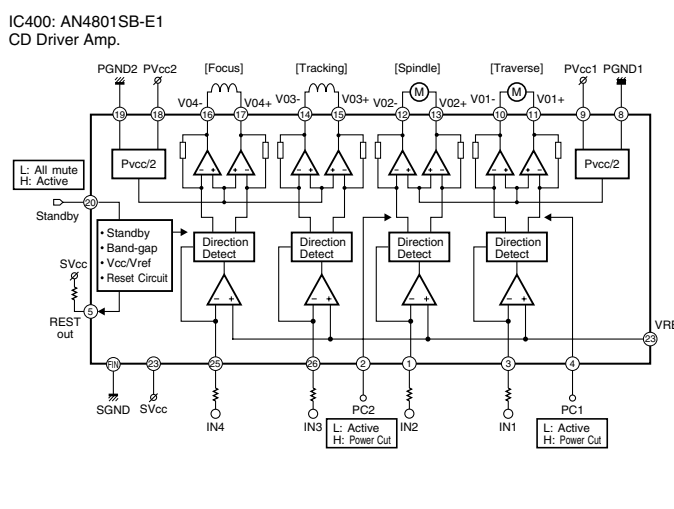 IC400: AN4801SB-E1
CD Driver Amp.
PGND2 PVcc2 [Focus] [Tracking] [Spindle] [Traverse] PVcc1 PGND1
V04- V04+ V03- V03+ V02- M V02+ V01- M V01+
19 18 16 17 14 15 12 13 10 11 9 8
Pvcc/2 Pvcc/2
L: All mute
H: Active
20
Standby
• Standby
• Band-gap
• Vcc/Vref
• Reset Circuit
Direction Detect
Direction Detect
Direction Detect
Direction Detect
SVcc
5
REST
out
23
VRE
FIN 23 25 26 2 1 3 4
SGND SVcc IN4 IN3 PC2 IN2 IN1 PC1
L: Active
H: Power Cut
L: Active
H: Power Cut